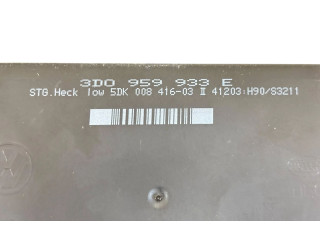 3D0 959 933 E
STG.Heck low 5DK 008 416-03 II 41203:H90/S3211